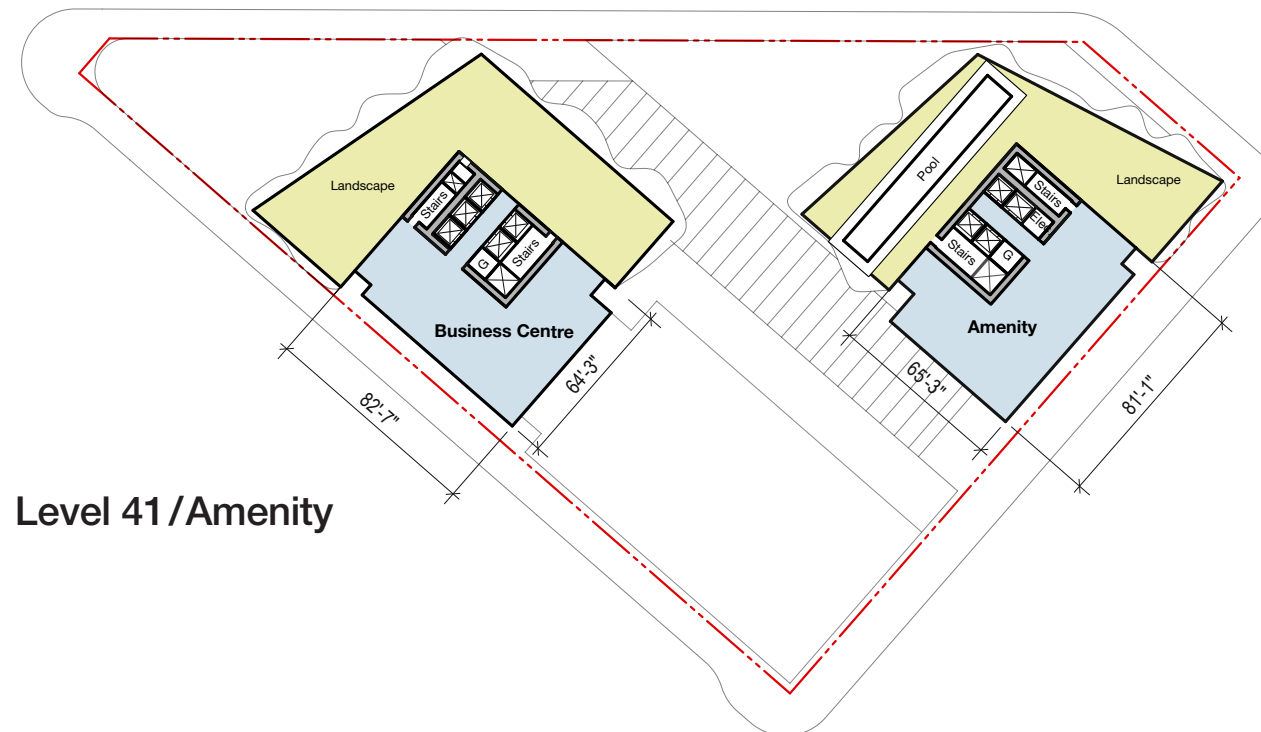 Landscape
Stairs
G
Stairs
Business Centre
82'-7"
64'-3"
Pool
Landscape
Stairs
Elec
Stairs
G
Amenity
65'-3"
81'-1"
Level 41/Amenity